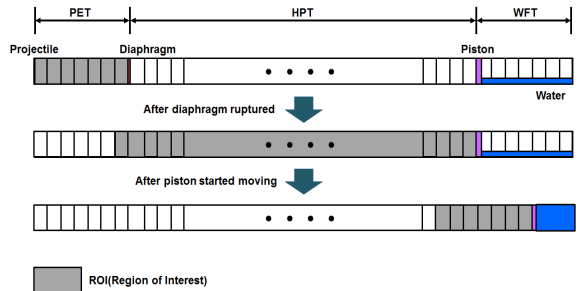 PET HPT WFT
Projectile Diaphragm Piston
Water
After diaphragm ruptured
After piston started moving
ROI(Region of Interest)